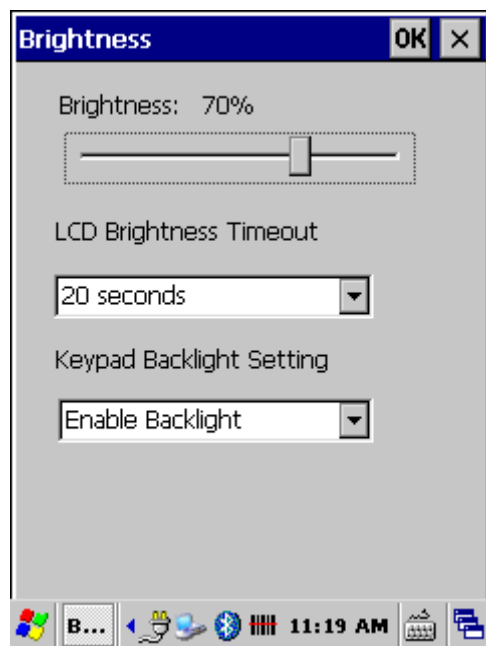 Brightness OK ×
Brightness: 70%
LCD Brightness Timeout
20 seconds
Keypad Backlight Setting
Enable Backlight
B... 11:19 AM